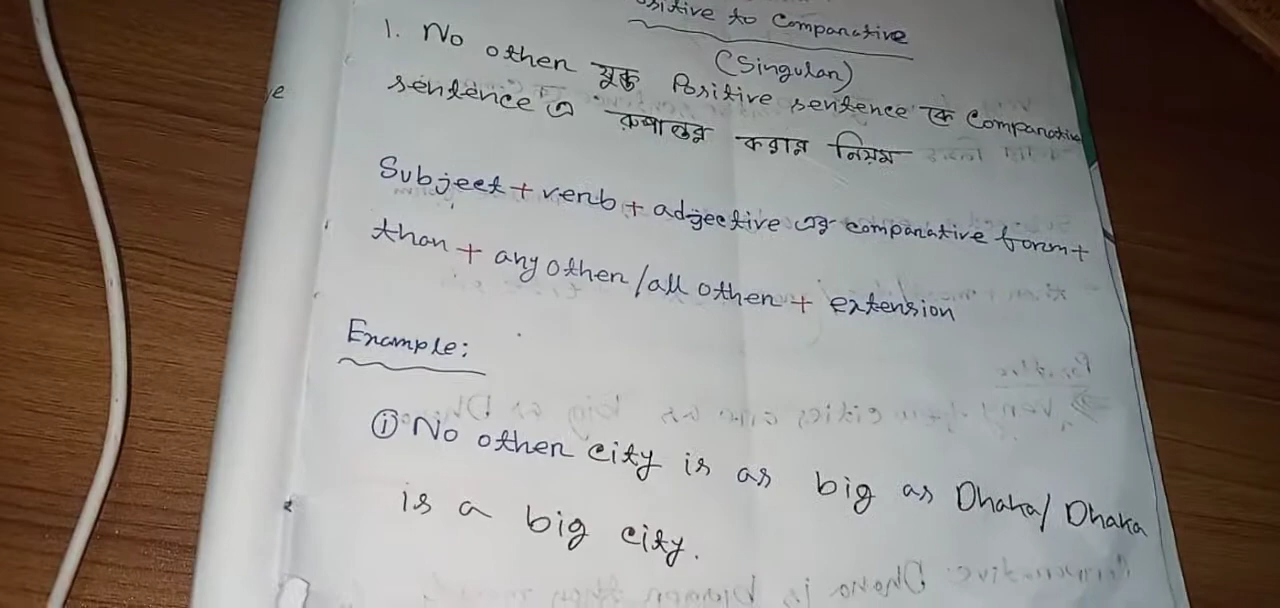 sitive to Comparative
(Singular)
1. No other যুক্ত Positive sentence কে Comparative
sentence এ রুপান্তর করার নিয়ম
Subject + verb + adjective এর comparative form +
than + any other / all other + extension
Example:
i No other city is as big as Dhaka / Dhaka
is a big city.